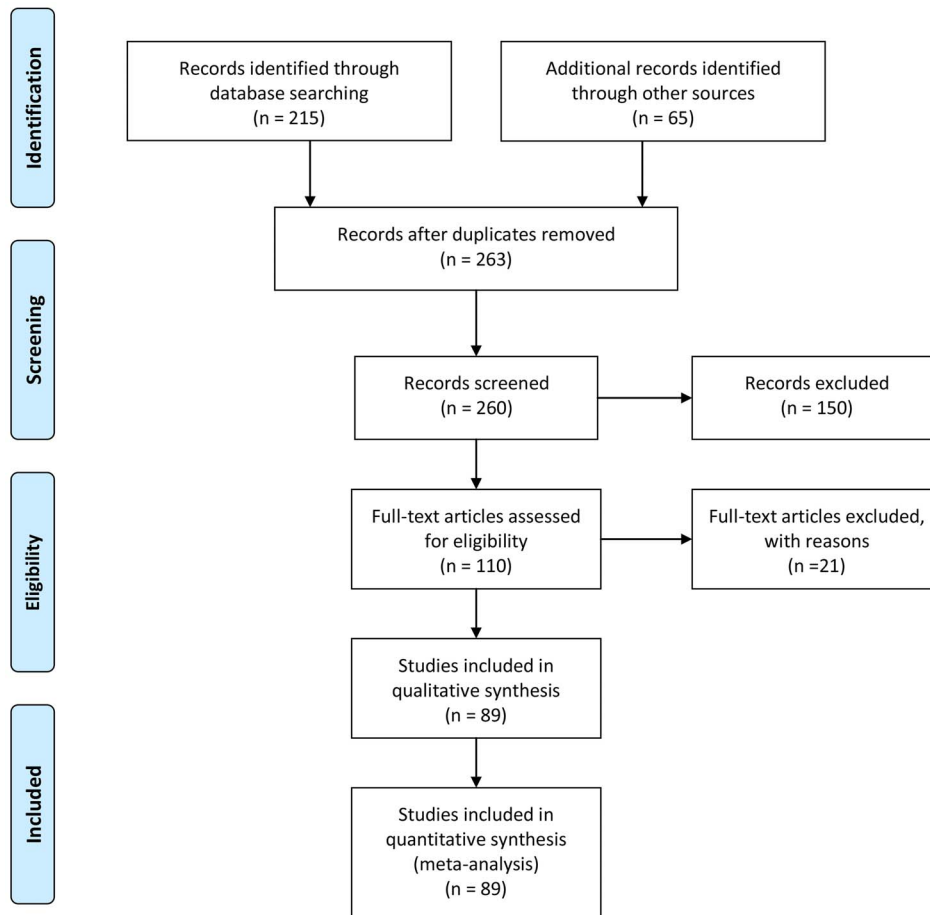 Identification
Records identified through
database searching
(n = 215)
Additional records identified
through other sources
(n = 65)
Records after duplicates removed
(n = 263)
Screening
Records screened
(n = 260)
Records excluded
(n = 150)
Eligibility
Full-text articles assessed
for eligibility
(n = 110)
Full-text articles excluded,
with reasons
(n =21)
Studies included in
qualitative synthesis
(n = 89)
Included
Studies included in
quantitative synthesis
(meta-analysis)
(n = 89)